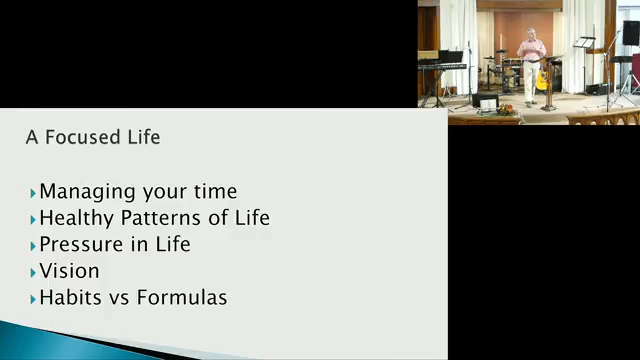 A Focused Life
Managing your time
Healthy Patterns of Life
Pressure in Life
Vision
Habits vs Formulas